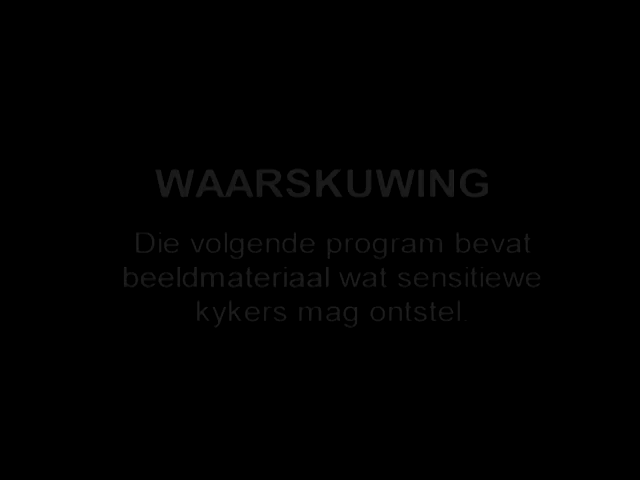 WAARSKUWING
Die volgende program bevat
beeldmateriaal wat sensitiewe
kykers mag ontstel.